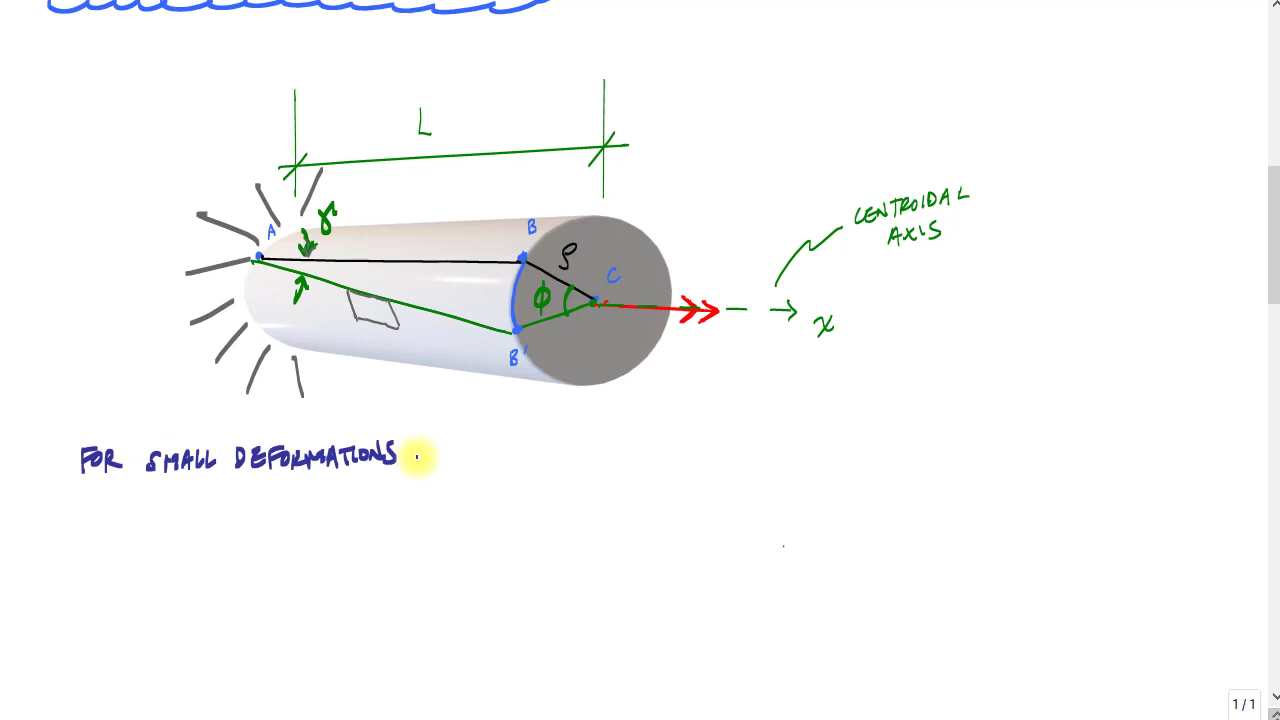 L
γ
A
B
ρ
C
ϕ
B'
CENTROIDAL
AXIS
x
FOR SMALL DEFORMATIONS
1 / 1